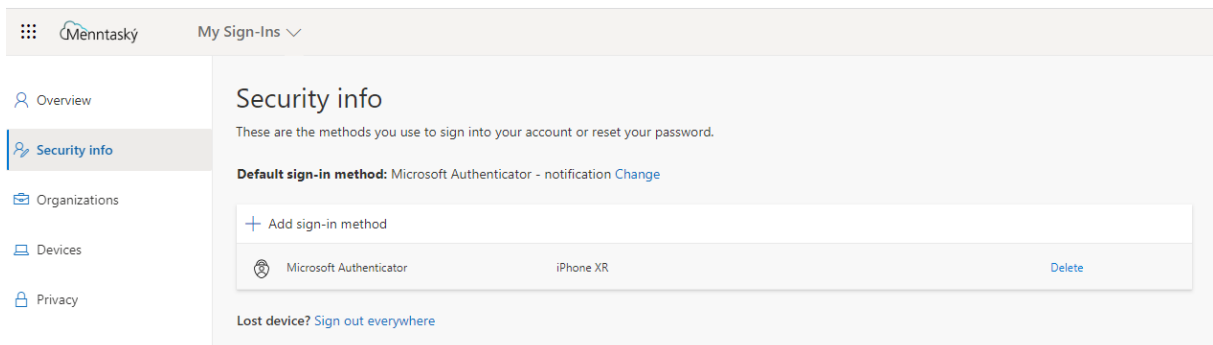 Menntaský
My Sign-Ins
Overview
Security info
Organizations
Devices
Privacy
Security info
These are the methods you use to sign into your account or reset your password.
Default sign-in method: Microsoft Authenticator - notification Change
Add sign-in method
Microsoft Authenticator iPhone XR Delete
Lost device? Sign out everywhere